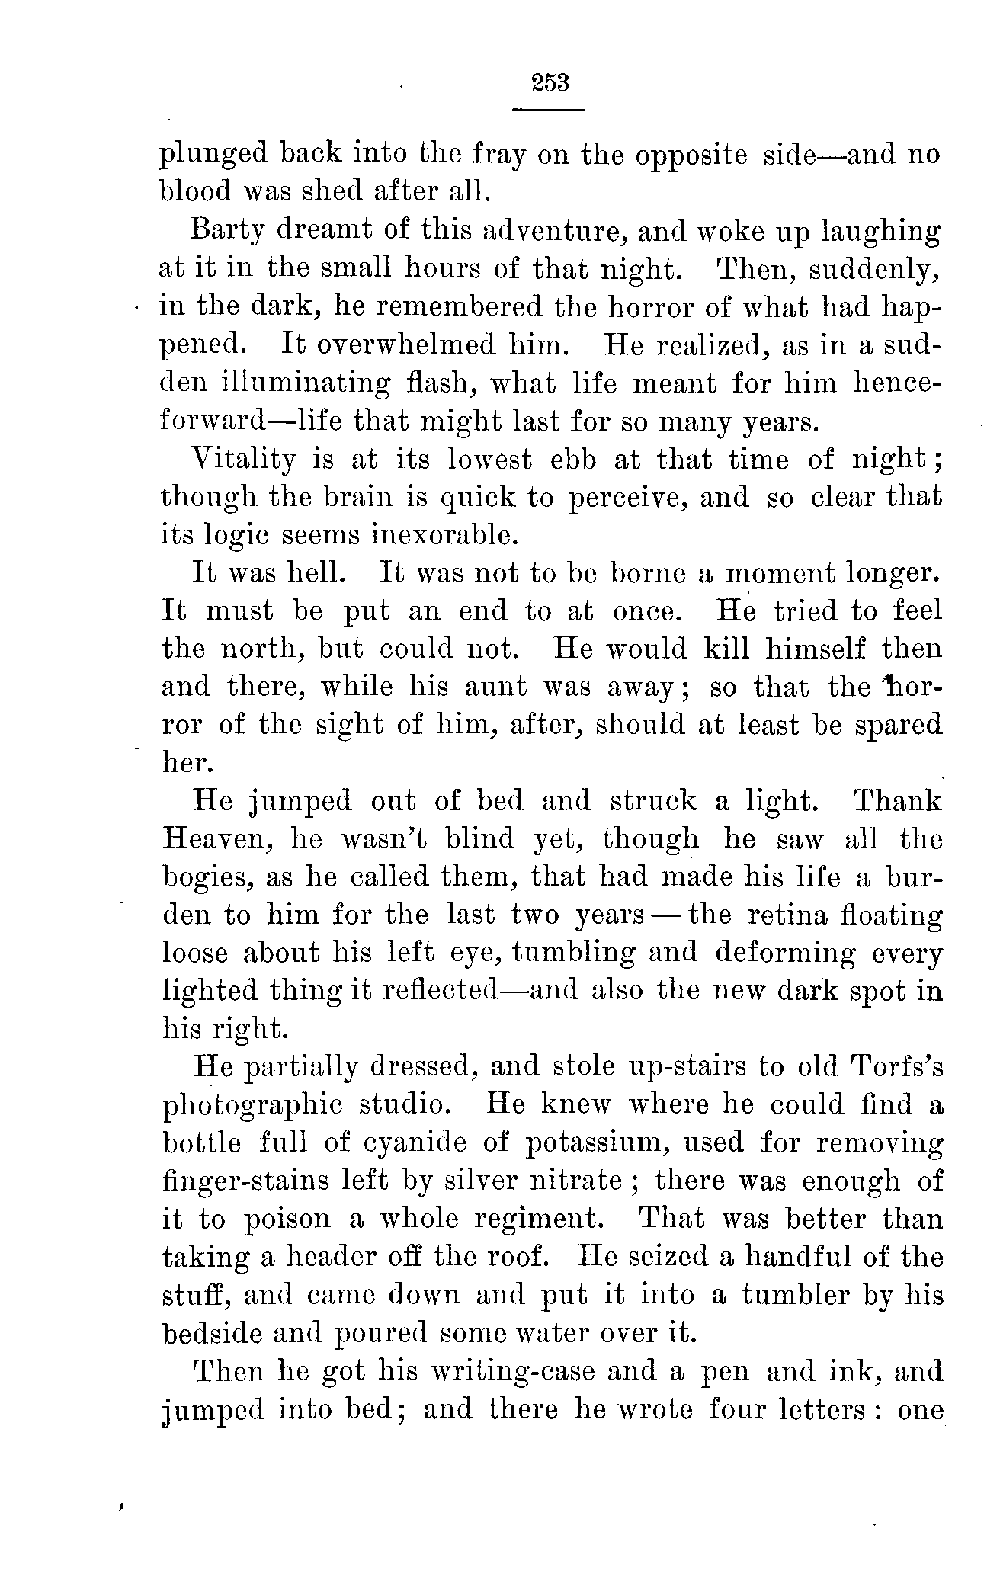 253
plunged back into the fray on the opposite side—and no
blood was shed after all.
Barty dreamt of this adventure, and woke up laughing
at it in the small hours of that night. Then, suddenly,
in the dark, he remembered the horror of what had hap-
pened. It overwhelmed him. He realized, as in a sud-
den illuminating flash, what life meant for him hence-
forward—life that might last for so many years.
Vitality is at its lowest ebb at that time of night;
though the brain is quick to perceive, and so clear that
its logic seems inexorable.
It was hell. It was not to be borne a moment longer.
It must be put an end to at once. He tried to feel
the north, but could not. He would kill himself then
and there, while his aunt was away; so that the hor-
ror of the sight of him, after, should at least be spared
her.
He jumped out of bed and struck a light. Thank
Heaven, he wasn't blind yet, though he saw all the
bogies, as he called them, that had made his life a bur-
den to him for the last two years—the retina floating
loose about his left eye, tumbling and deforming every
lighted thing it reflected—and also the new dark spot in
his right.
He partially dressed, and stole up-stairs to old Torfs's
photographic studio. He knew where he could find a
bottle full of cyanide of potassium, used for removing
finger-stains left by silver nitrate; there was enough of
it to poison a whole regiment. That was better than
taking a header off the roof. He seized a handful of the
stuff, and came down and put it into a tumbler by his
bedside and poured some water over it.
Then he got his writing-case and a pen and ink, and
jumped into bed; and there he wrote four letters: one